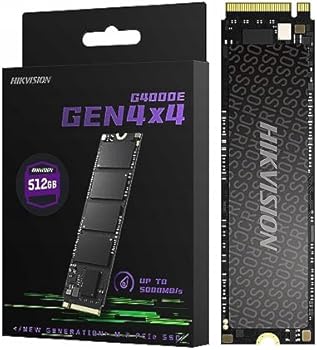 HIKVISION
G4000E
GEN4x4
512GB
UP TO
5000MB/s
</NEW GENERATION> M.2 PCIe SSD
HIKVISION